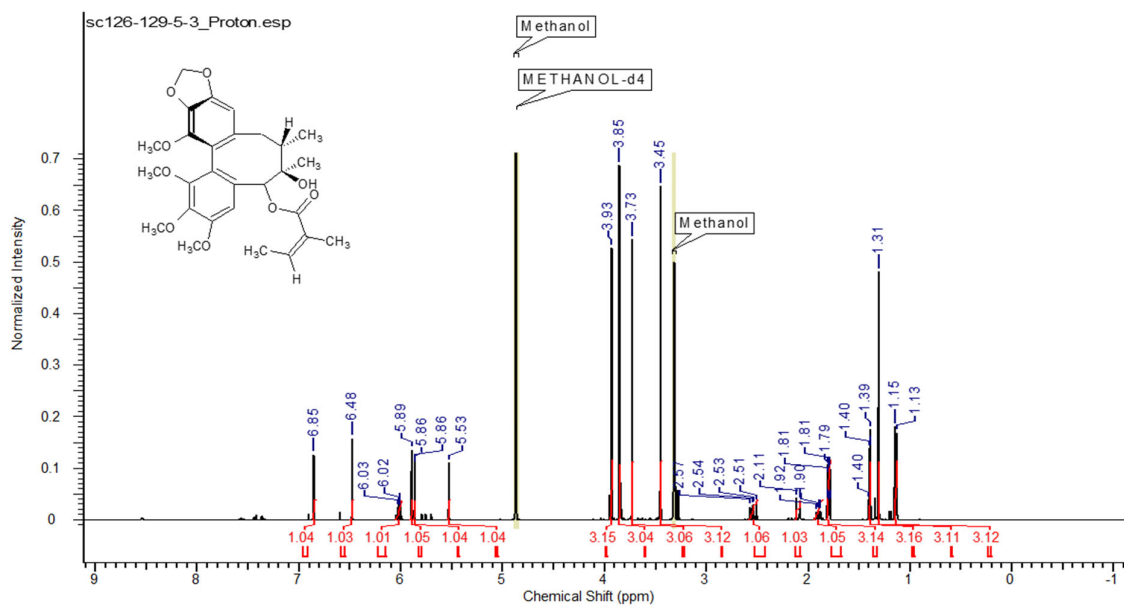 sc126-129-5-3_Proton.esp
Methanol
METHANOL-d4
Methanol
O
O
H
CH₃
H₃CO
CH₃
OH
H₃CO
O
O
H₃CO
H₃CO
H₃C
CH₃
H
Normalized Intensity
0.7
0.6
0.5
0.4
0.3
0.2
0.1
0
6.85
6.48
6.03
6.02
5.89
5.86
5.86
5.53
3.93
3.85
3.73
3.45
2.57
2.54
2.53
2.51
2.11
1.92
1.90
1.81
1.81
1.79
1.40
1.40
1.39
1.31
1.15
1.13
1.04 1.03 1.01 1.04 1.04 3.15 3.04 3.06 3.12 1.06 1.03 1.05 3.14 3.16 3.11 3.12
9 8 7 6 5 4 3 2 1 0 -1
Chemical Shift (ppm)